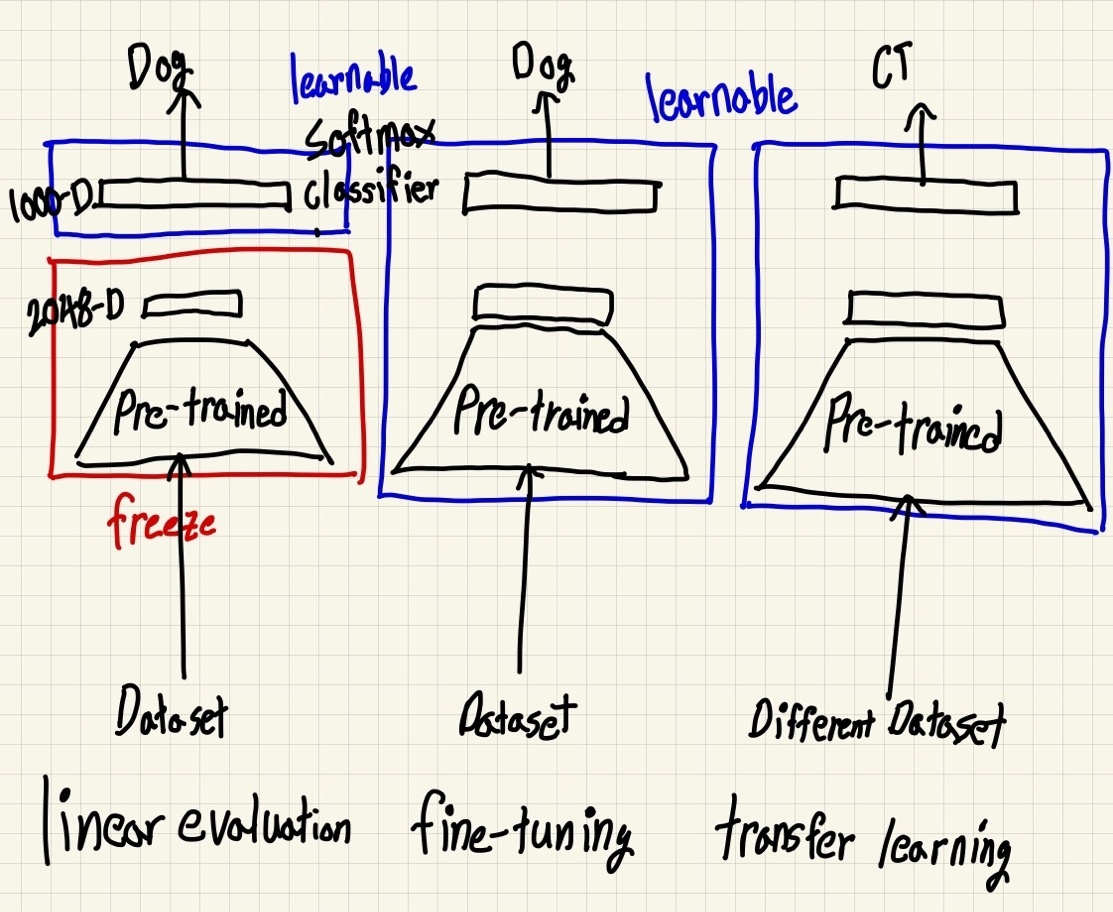 Dog
learnable
Dog
learnable
CT
Softmax
classifier
1000-D
2048-D
Pre-trained
Pre-trained
Pre-trained
freeze
Dataset
Dataset
Different Dataset
linear evaluation
fine-tuning
transfer learning